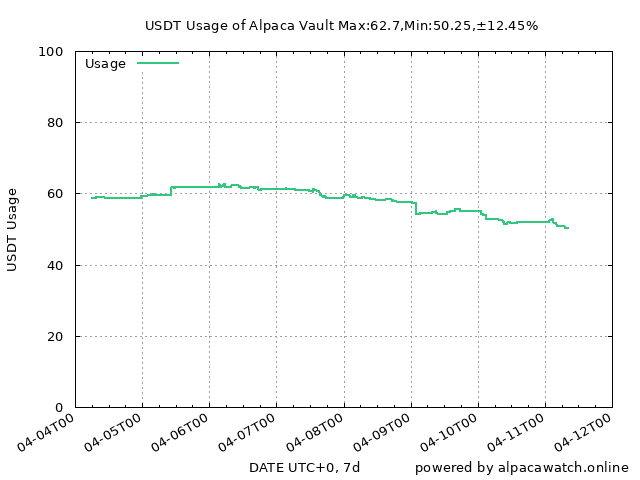 USDT Usage of Alpaca Vault Max:62.7,Min:50.25,±12.45%
Usage
100
80
60
40
20
0
USDT Usage
04-04T00
04-05T00
04-06T00
04-07T00
04-08T00
04-09T00
04-10T00
04-11T00
04-12T00
DATE UTC+0, 7d
powered by alpacawatch.online